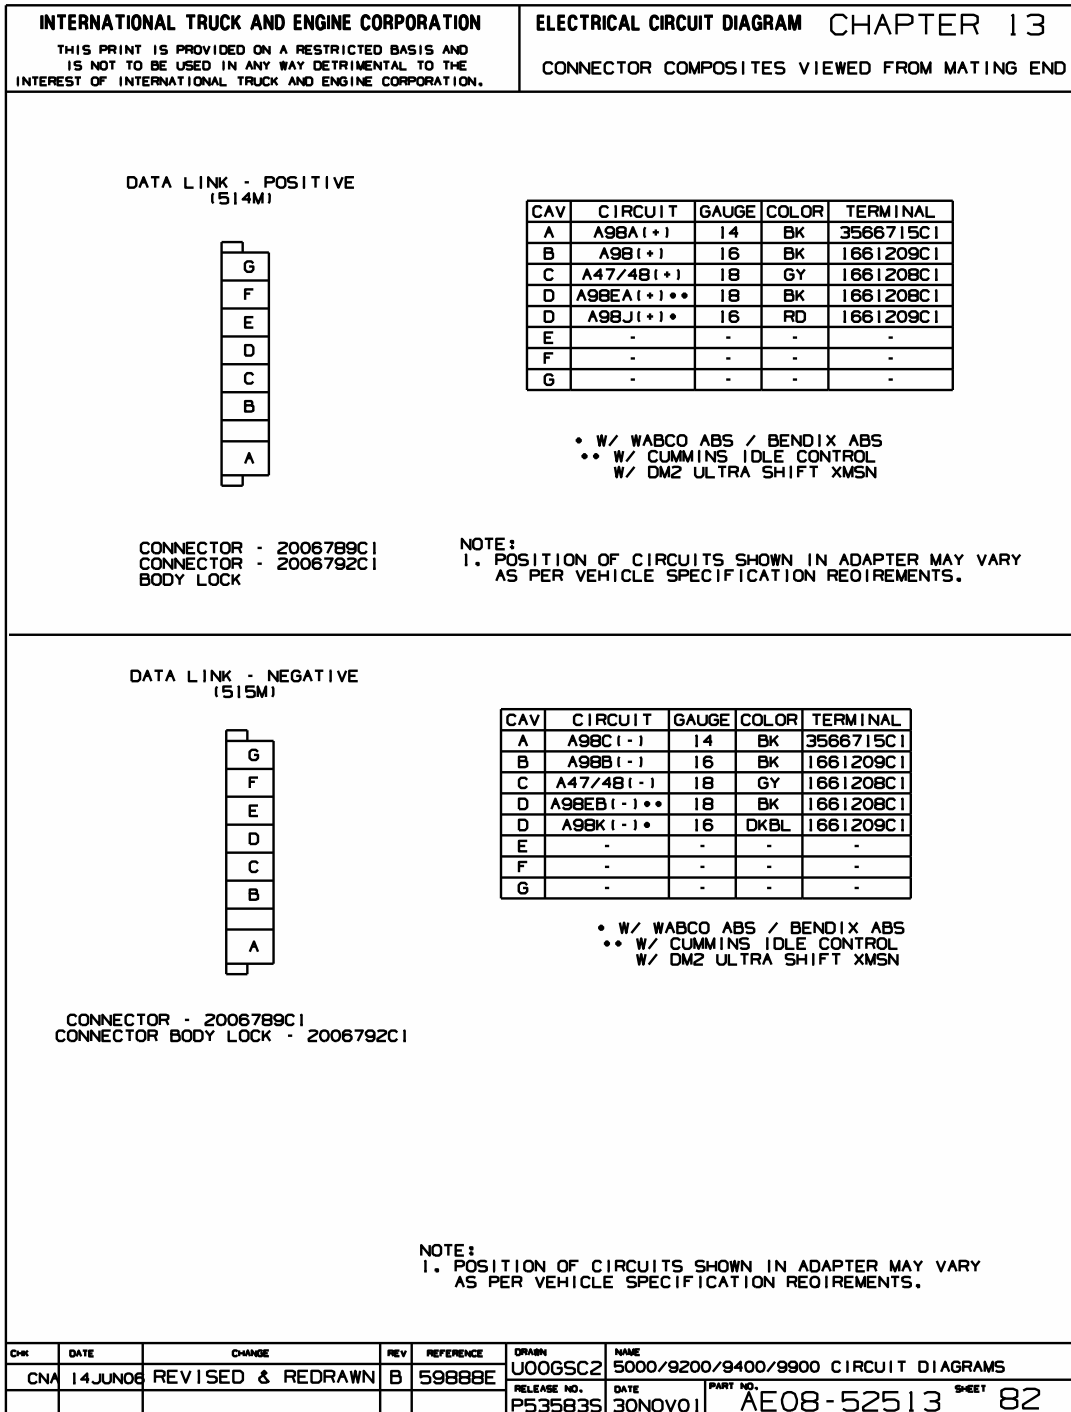 INTERNATIONAL TRUCK AND ENGINE CORPORATION
THIS PRINT IS PROVIDED ON A RESTRICTED BASIS AND
IS NOT TO BE USED IN ANY WAY DETRIMENTAL TO THE
INTEREST OF INTERNATIONAL TRUCK AND ENGINE CORPORATION.
ELECTRICAL CIRCUIT DIAGRAM CHAPTER 13
CONNECTOR COMPOSITES VIEWED FROM MATING END
DATA LINK - POSITIVE
(514M)
G
F
E
D
C
B
A
CONNECTOR - 2006789C1
CONNECTOR - 2006792C1
BODY LOCK
CAV CIRCUIT GAUGE COLOR TERMINAL
A A98A(+) 14 BK 3566715C1
B A98(+) 16 BK 1661209C1
C A47/48(+) 18 GY 1661208C1
D A98EA(+)•• 18 BK 1661208C1
D A98J(+)• 16 RD 1661209C1
E - - - -
F - - - -
G - - - -
• W/ WABCO ABS / BENDIX ABS
•• W/ CUMMINS IDLE CONTROL
W/ DM2 ULTRA SHIFT XMSN
NOTE:
1. POSITION OF CIRCUITS SHOWN IN ADAPTER MAY VARY
AS PER VEHICLE SPECIFICATION REQIREMENTS.
DATA LINK - NEGATIVE
(515M)
G
F
E
D
C
B
A
CONNECTOR - 2006789C1
CONNECTOR BODY LOCK - 2006792C1
CAV CIRCUIT GAUGE COLOR TERMINAL
A A98C(-) 14 BK 3566715C1
B A98B(-) 16 BK 1661209C1
C A47/48(-) 18 GY 1661208C1
D A98EB(-)•• 18 BK 1661208C1
D A98K(-)• 16 DKBL 1661209C1
E - - - -
F - - - -
G - - - -
• W/ WABCO ABS / BENDIX ABS
•• W/ CUMMINS IDLE CONTROL
W/ DM2 ULTRA SHIFT XMSN
NOTE:
1. POSITION OF CIRCUITS SHOWN IN ADAPTER MAY VARY
AS PER VEHICLE SPECIFICATION REQIREMENTS.
CHK DATE CHANGE REV REFERENCE
CNA 14JUN06 REVISED & REDRAWN B 59888E
DRAWN
U00GSC2
NAME
5000/9200/9400/9900 CIRCUIT DIAGRAMS
RELEASE NO.
P53583S
DATE
30NOV01
PART NO.
AE08-52513
SHEET 82